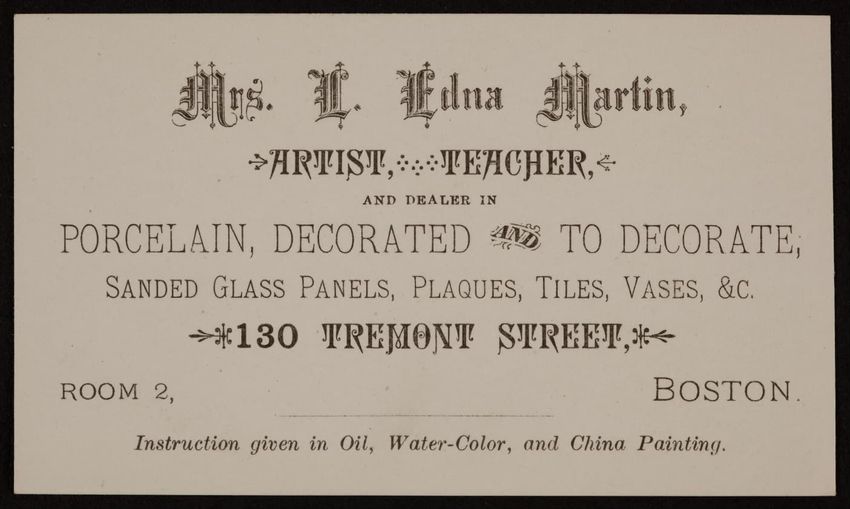 Mrs. L. Edna Martin,
ARTIST, TEACHER,
AND DEALER IN
PORCELAIN, DECORATED AND TO DECORATE,
SANDED GLASS PANELS, PLAQUES, TILES, VASES, &C.
130 TREMONT STREET,
ROOM 2, BOSTON.
Instruction given in Oil, Water-Color, and China Painting.